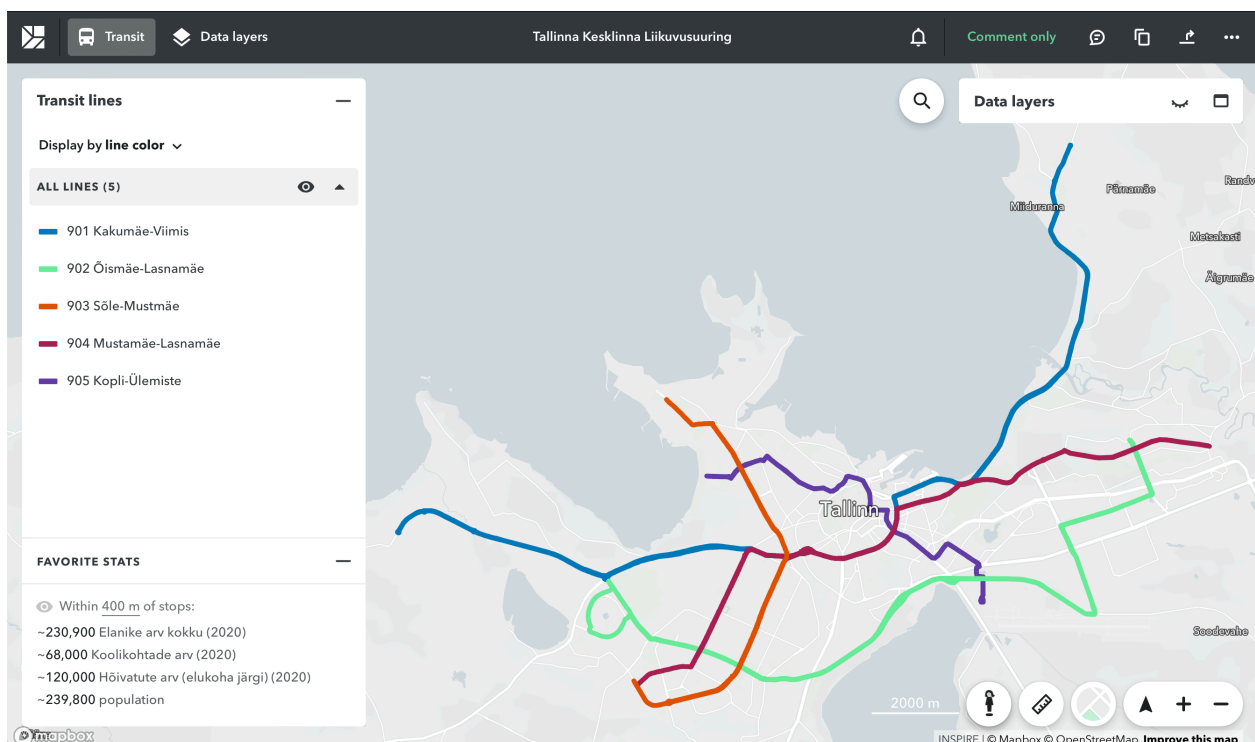 Transit
Data layers
Tallinna Kesklinna Liikuvusuuring
Comment only
Transit lines
Display by line color
ALL LINES (5)
901 Kakumäe-Viimis
902 Õismäe-Lasnamäe
903 Sõle-Mustmäe
904 Mustamäe-Lasnamäe
905 Kopli-Ülemiste
FAVORITE STATS
Within 400 m of stops:
~230,900 Elanike arv kokku (2020)
~68,000 Koolikohtade arv (2020)
~120,000 Hõivatute arv (elukoha järgi) (2020)
~239,800 population
Data layers
Pärnamäe
Miiduranna
Metsakasti
Äigrumäe
Tallinn
Soodevahe
2000 m
mapbox
INSPIRE | © Mapbox © OpenStreetMap Improve this map